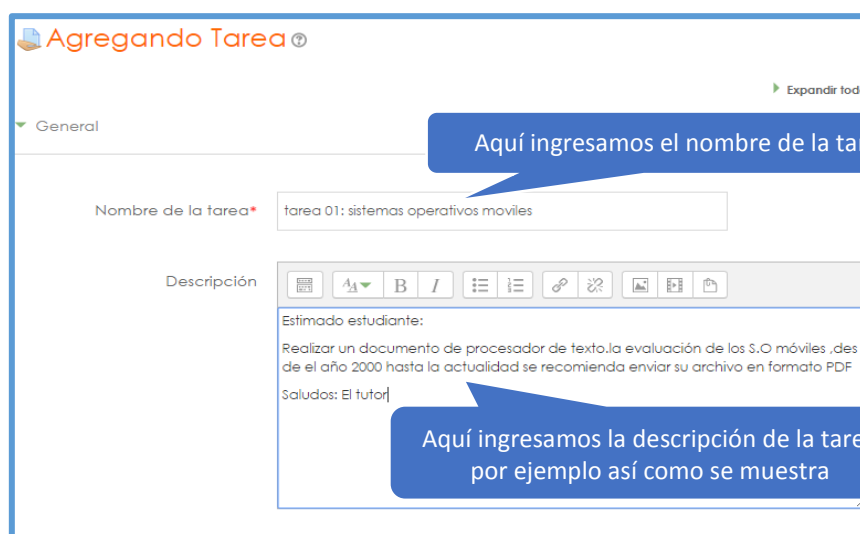 Agregando Tarea
Expandir tod
General
Aquí ingresamos el nombre de la tar
Nombre de la tarea*
tarea 01: sistemas operativos moviles
Descripción
Estimado estudiante:
Realizar un documento de procesador de texto.la evaluación de los S.O móviles ,des
de el año 2000 hasta la actualidad se recomienda enviar su archivo en formato PDF
Saludos: El tutor
Aquí ingresamos la descripción de la tare
por ejemplo así como se muestra